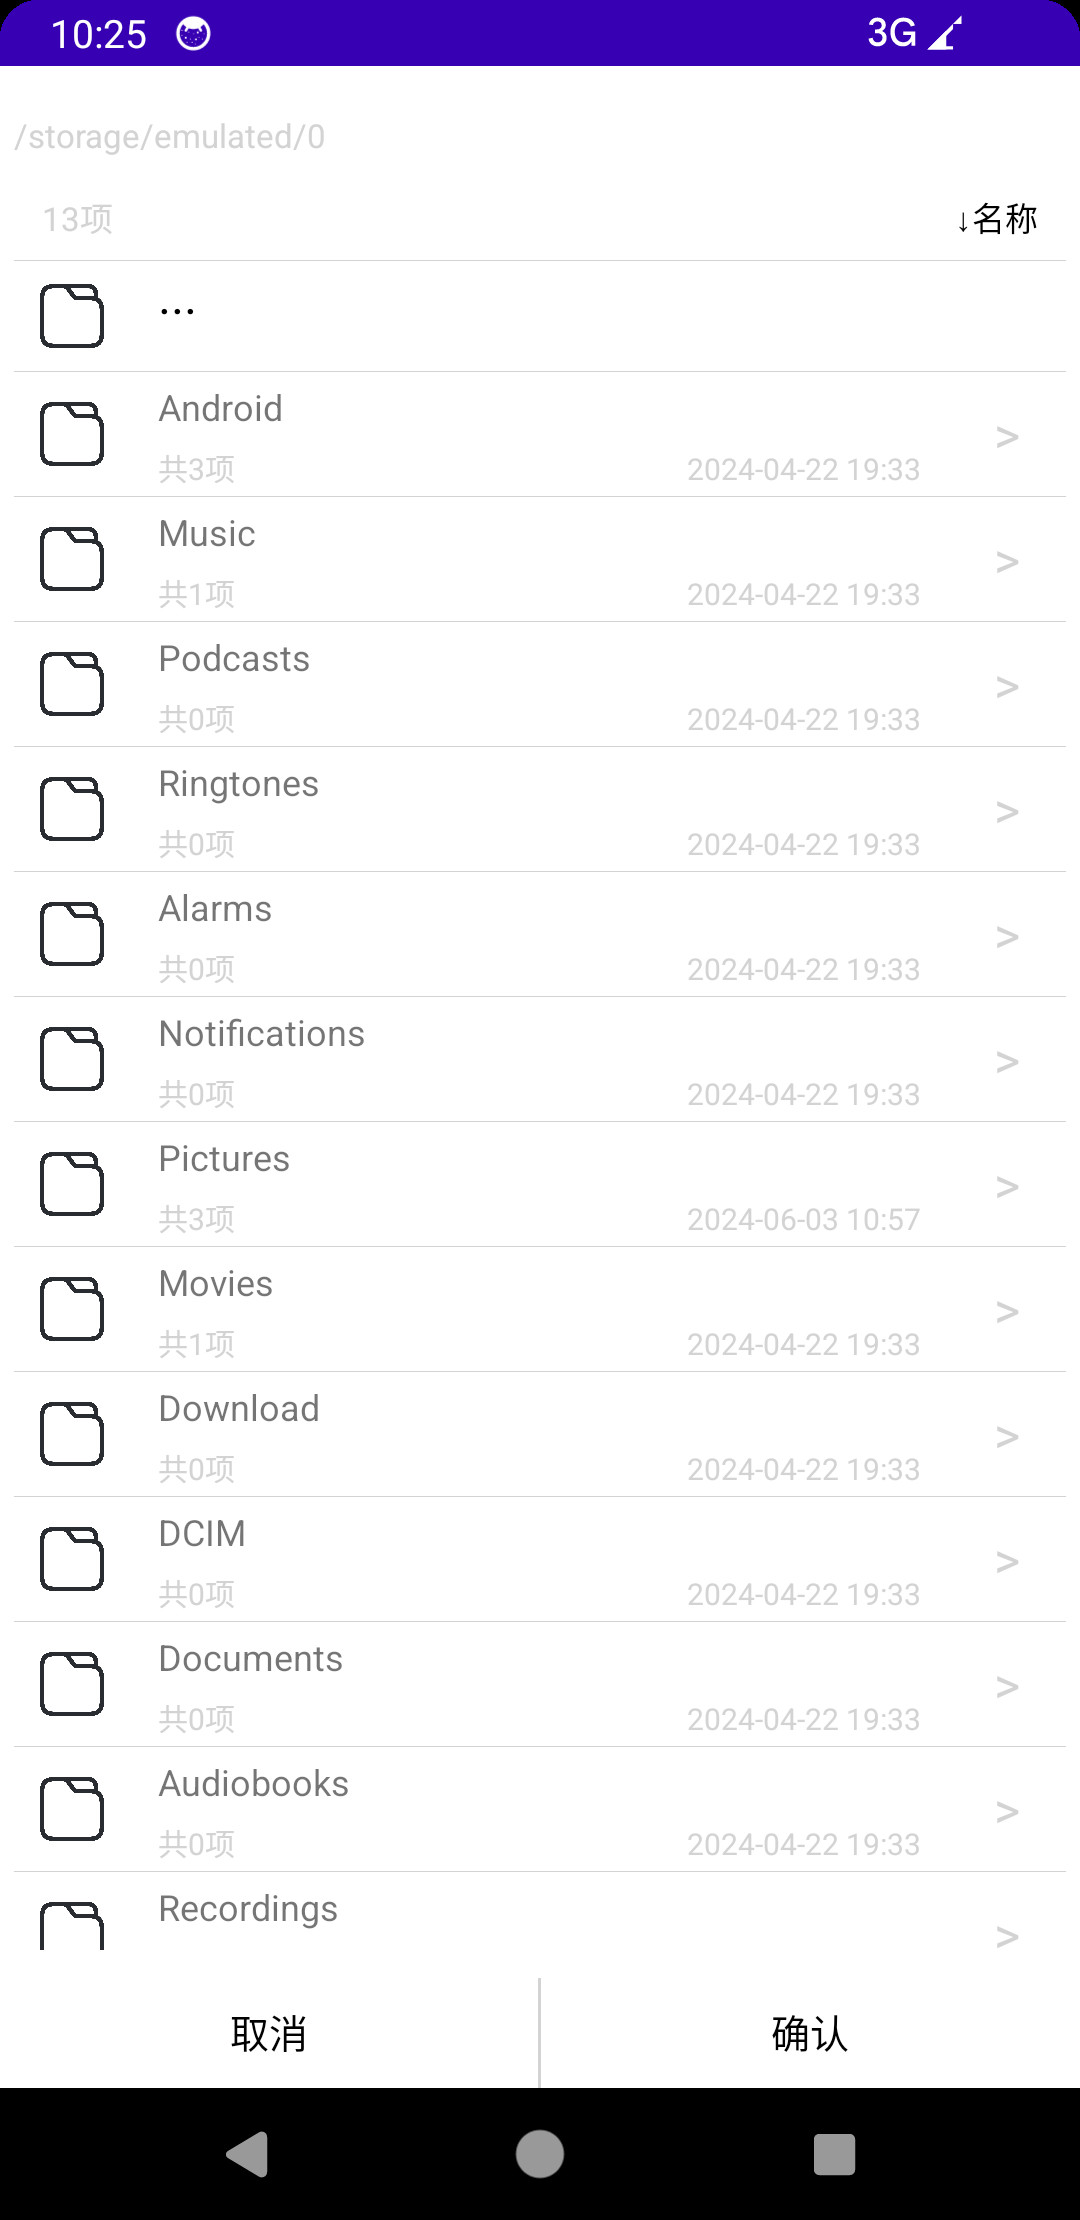 10:25
3G
/storage/emulated/0
13项
↓名称
...
Android
共3项 2024-04-22 19:33 >
Music
共1项 2024-04-22 19:33 >
Podcasts
共0项 2024-04-22 19:33 >
Ringtones
共0项 2024-04-22 19:33 >
Alarms
共0项 2024-04-22 19:33 >
Notifications
共0项 2024-04-22 19:33 >
Pictures
共3项 2024-06-03 10:57 >
Movies
共1项 2024-04-22 19:33 >
Download
共0项 2024-04-22 19:33 >
DCIM
共0项 2024-04-22 19:33 >
Documents
共0项 2024-04-22 19:33 >
Audiobooks
共0项 2024-04-22 19:33 >
Recordings >
取消
确认